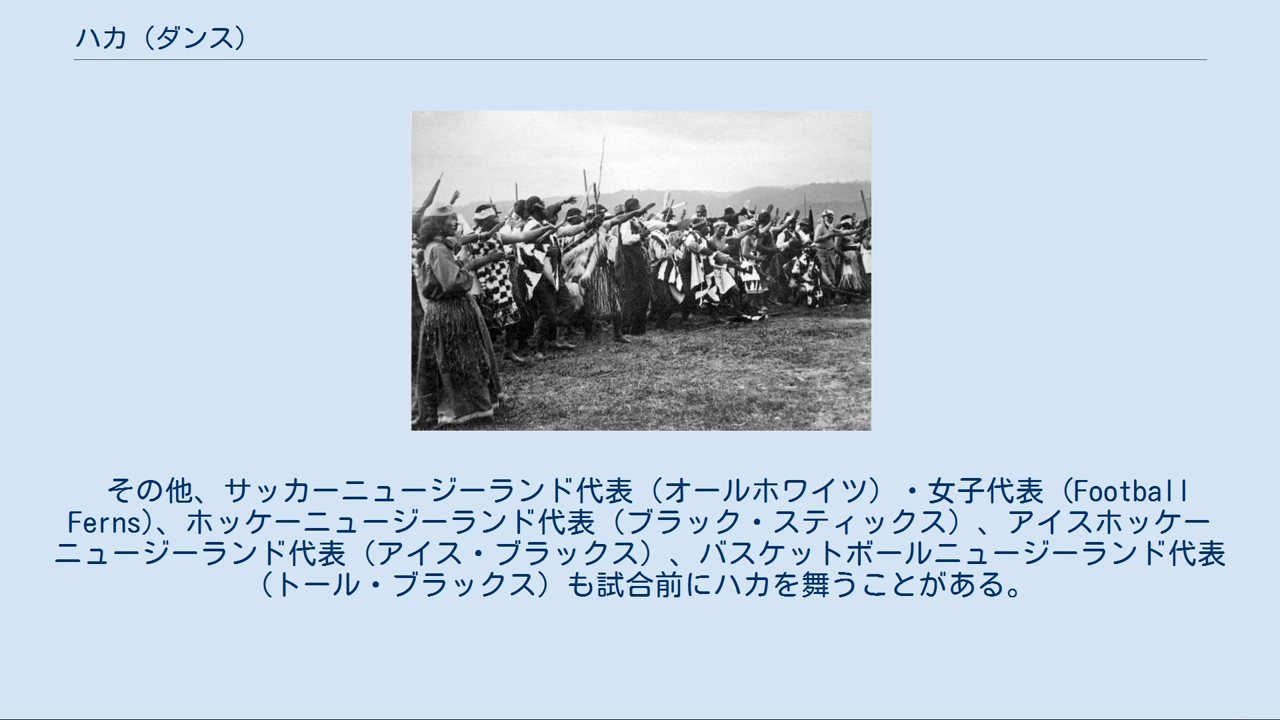 ハカ（ダンス）
その他、サッカーニュージーランド代表（オールホワイツ）・女子代表（Football
Ferns）、ホッケーニュージーランド代表（ブラック・スティックス）、アイスホッケー
ニュージーランド代表（アイス・ブラックス）、バスケットボールニュージーランド代表
（トール・ブラックス）も試合前にハカを舞うことがある。